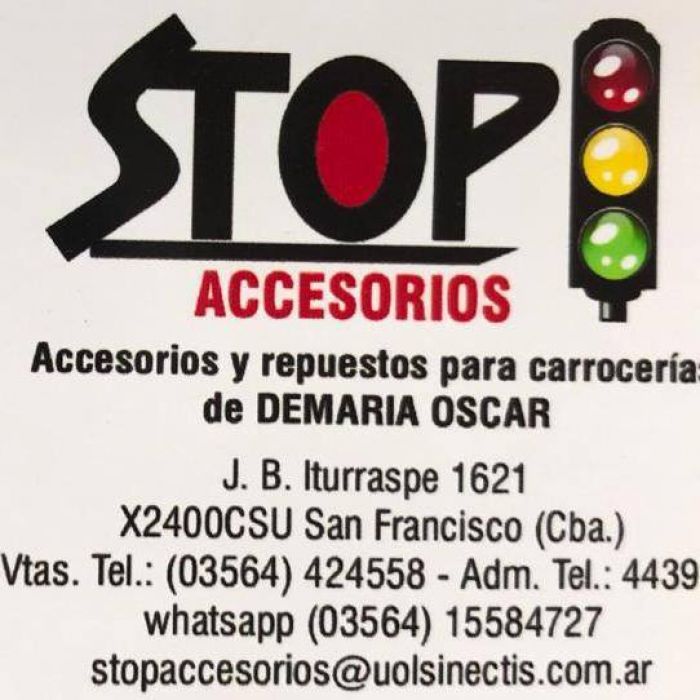 STOP
ACCESORIOS
Accesorios y repuestos para carrocerías
de DEMARIA OSCAR
J. B. Iturraspe 1621
X2400CSU San Francisco (Cba.)
Vtas. Tel.: (03564) 424558 - Adm. Tel.: 4439
whatsapp (03564) 15584727
stopaccesorios@uolsinectis.com.ar